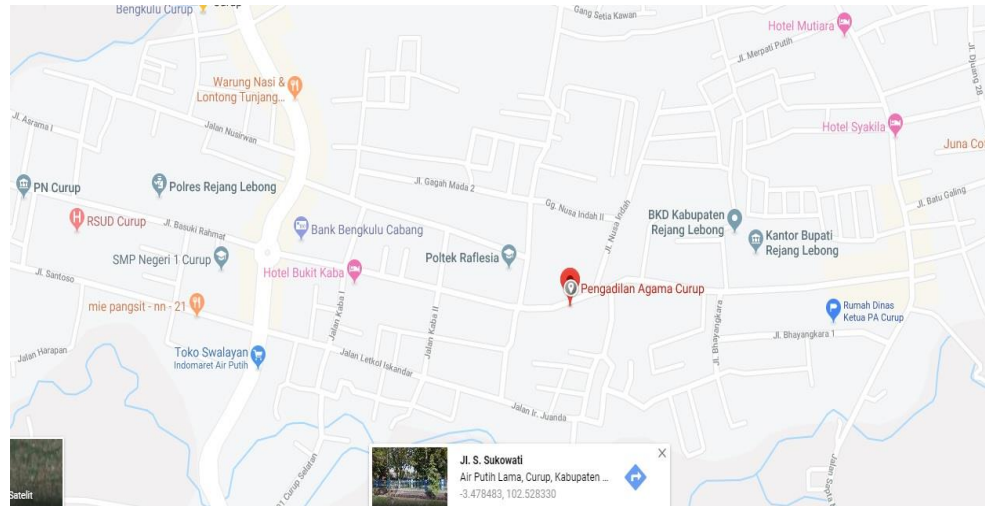 Bengkulu Curup
Curup
Gang Setia Kawan
Hotel Mutiara
Jl. Merpati Putih
Jl. Djuang 28
Warung Nasi &
Lontong Tunjang...
Jl. Asrama I
Jalan Nusirwan
Hotel Syakila
Juna Co
PN Curup
Polres Rejang Lebong
Jl. Gagah Mada 2
Jl. Batu Galing
RSUD Curup
Jl. Basuki Rahmat
Bank Bengkulu Cabang
Gg. Nusa Indah II
Jl. Nusa Indah
BKD Kabupaten
Rejang Lebong
Kantor Bupati
Rejang Lebong
SMP Negeri 1 Curup
Poltek Raflesia
Hotel Bukit Kaba
Jl. Santoso
Pengadilan Agama Curup
mie pangsit - nn - 21
Jalan Kaba I
Jalan Kaba II
Jl. Bhayangkara
Rumah Dinas
Ketua PA Curup
Jl. Bhayangkara 1
Jalan Harapan
Toko Swalayan
Indomaret Air Putih
Jalan Letkol Iskandar
Jalan Ir. Juanda
Curup Selatan
Jalan Sapta
Satelit
Jl. S. Sukowati
Air Putih Lama, Curup, Kabupaten ...
-3.478483, 102.528330